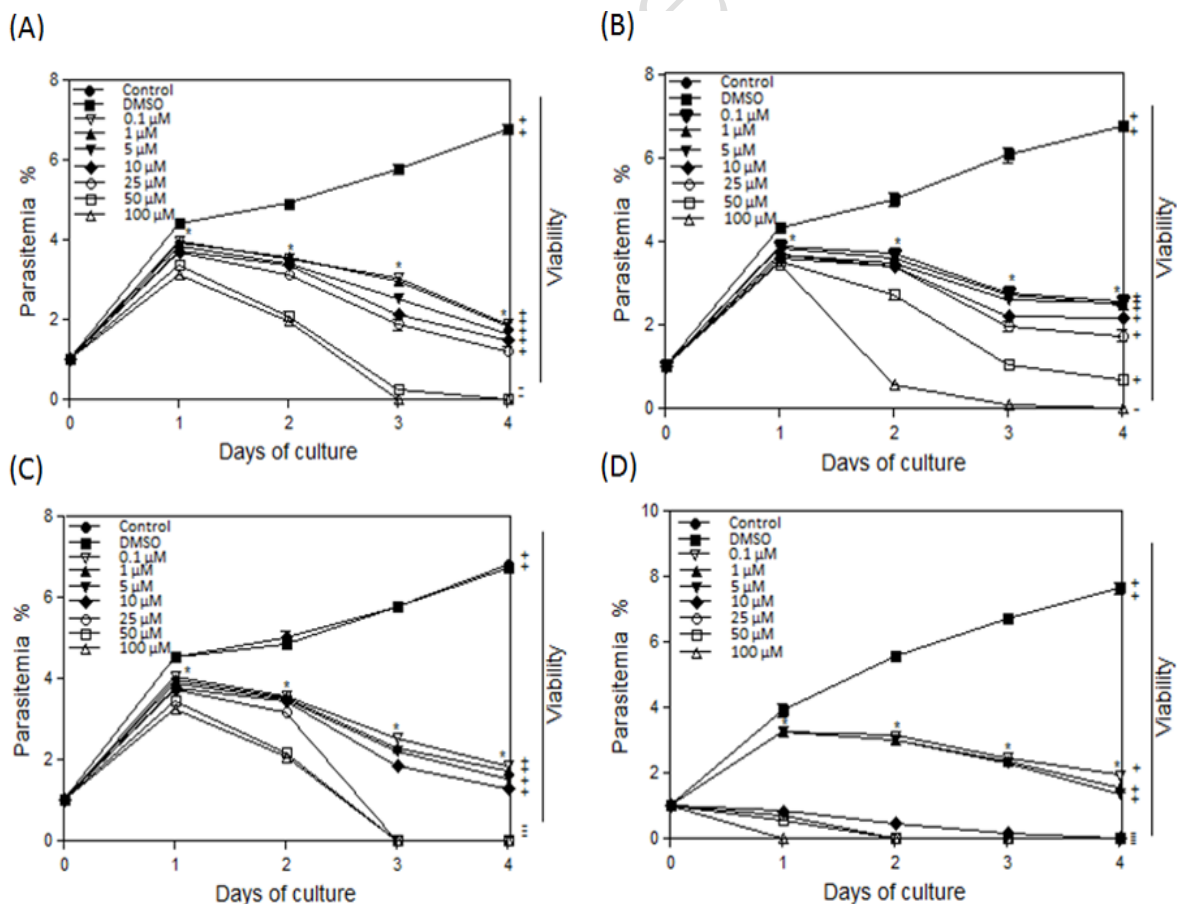 (A)
8
6
4
2
0
Parasitemia %
Control
DMSO
0.1 µM
1 µM
5 µM
10 µM
25 µM
50 µM
100 µM
*
*
*
*
+
+
+
+
+
+
+
-
-
Viability
0 1 2 3 4
Days of culture
(B)
8
6
4
2
0
Parasitemia %
Control
DMSO
0.1 µM
1 µM
5 µM
10 µM
25 µM
50 µM
100 µM
*
*
*
*
+
+
+
+
+
+
+
+
-
Viability
0 1 2 3 4
Davs of culture
(C)
8
6
4
2
0
Parasitemia %
Control
DMSO
0.1 µM
1 µM
5 µM
10 µM
25 µM
50 µM
100 µM
*
*
*
*
+
+
+
+
+
+
-
-
-
Viability
0 1 2 3 4
Days of culture
(D)
10
8
6
4
2
0
Parasitemia %
Control
DMSO
0.1 µM
1 µM
5 µM
10 µM
25 µM
50 µM
100 µM
*
*
*
*
+
+
+
+
+
-
-
-
-
Viability
0 1 2 3 4
Days of culture